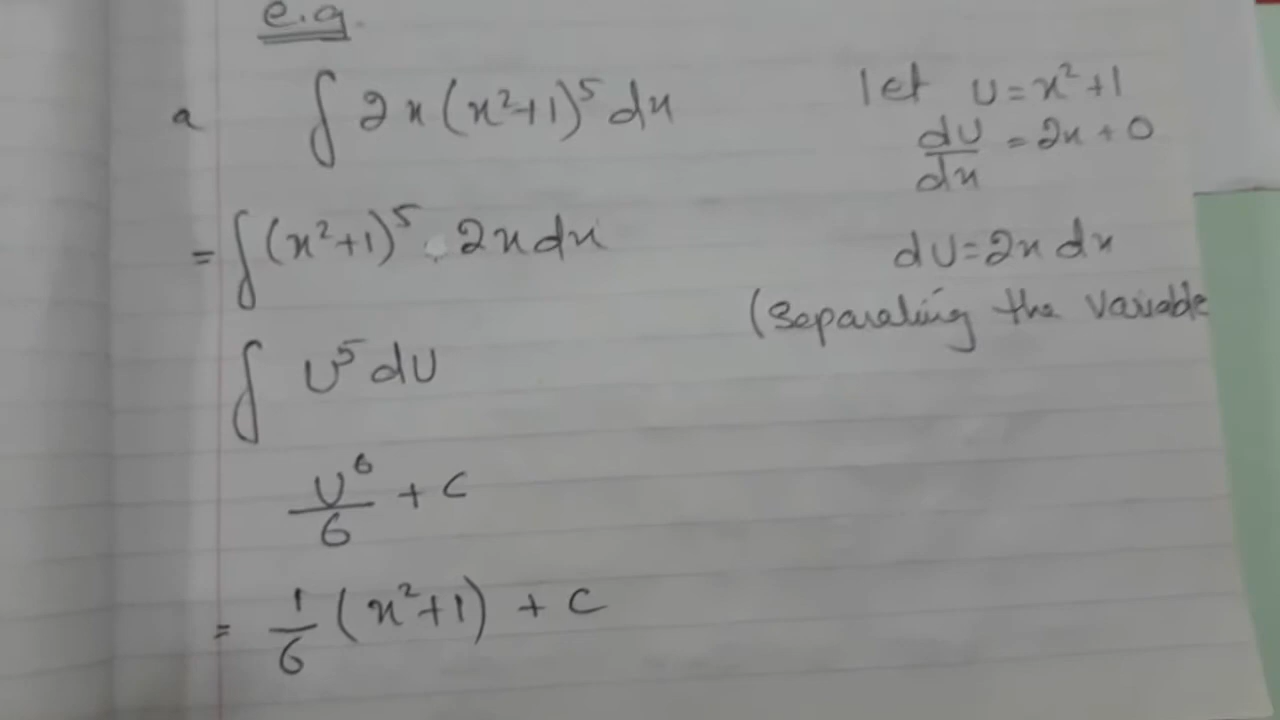 e.g.
a ∫ 2x (x²+1)⁵ dx
let u = x²+1
du/dx = 2x + 0
= ∫ (x²+1)⁵ . 2x dx
du = 2x dx
(Separating the Variable
∫ u⁵ du
u⁶/6 + c
= 1/6 (x²+1) + c